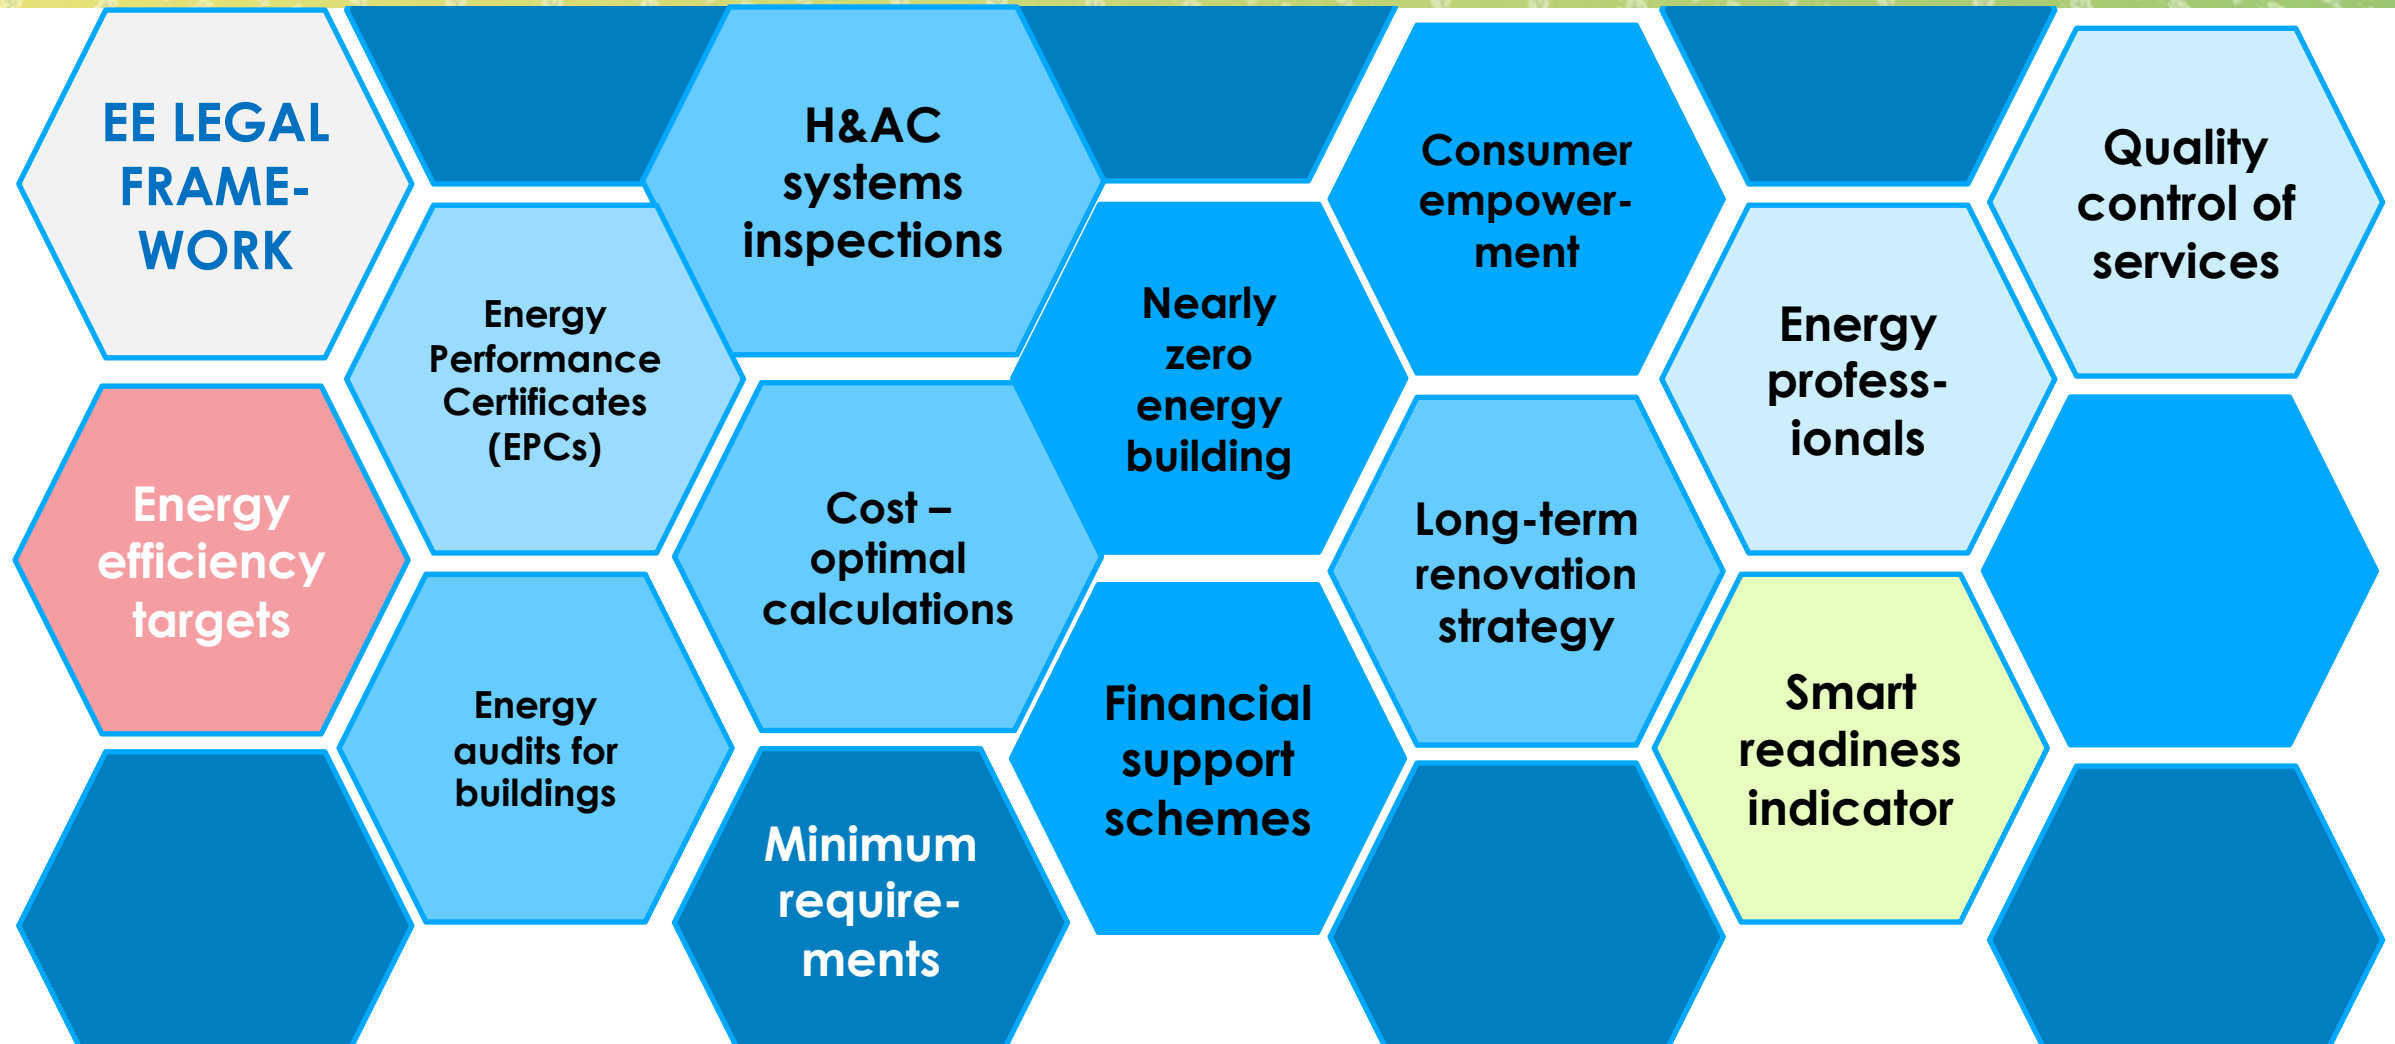 EE LEGAL
FRAME-
WORK
Energy
efficiency
targets
Energy
Performance
Certificates
(EPCs)
Energy
audits for
buildings
H&AC
systems
inspections
Cost –
optimal
calculations
Minimum
require-
ments
Nearly
zero
energy
building
Financial
support
schemes
Consumer
empower-
ment
Long-term
renovation
strategy
Energy
profess-
ionals
Smart
readiness
indicator
Quality
control of
services